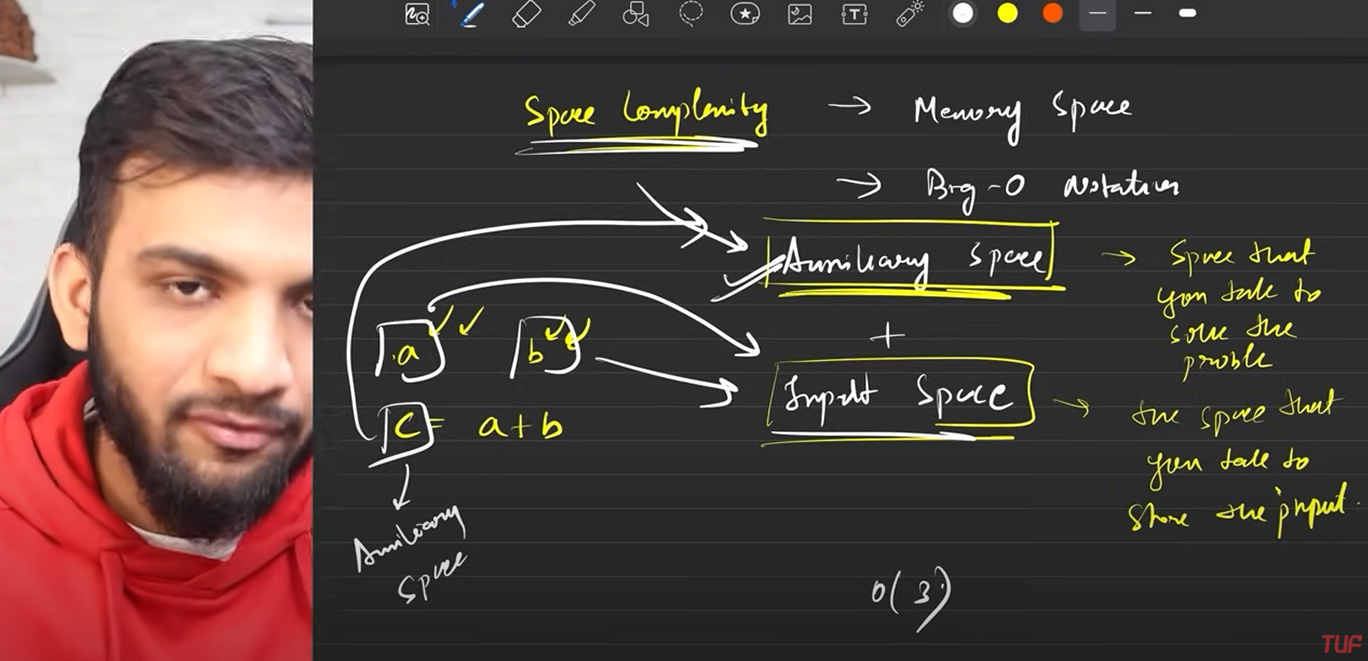 Space Complexity → Memory Space
→ Big-O Notation
Auxiliary Space → Space that
you take to
solve the
problem
+
a b
Input Space → the space that
you take to
store the input.
c = a+b
Auxiliary
Space
O(3)
TUF